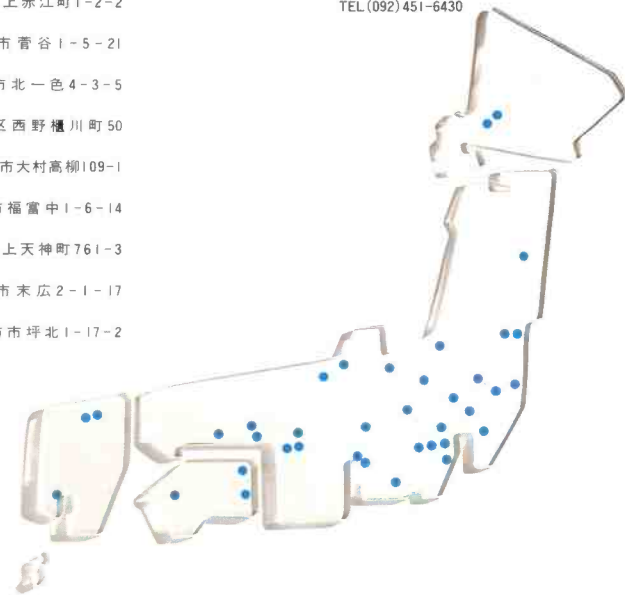 上赤江町1-2-2
市菅谷1-5-21
市北一色4-3-5
区西野櫃川町50
市大村高柳109-1
市福富中1-6-14
上天神町761-3
市末広2-1-17
市坪北1-17-2
TEL(092)451-6430